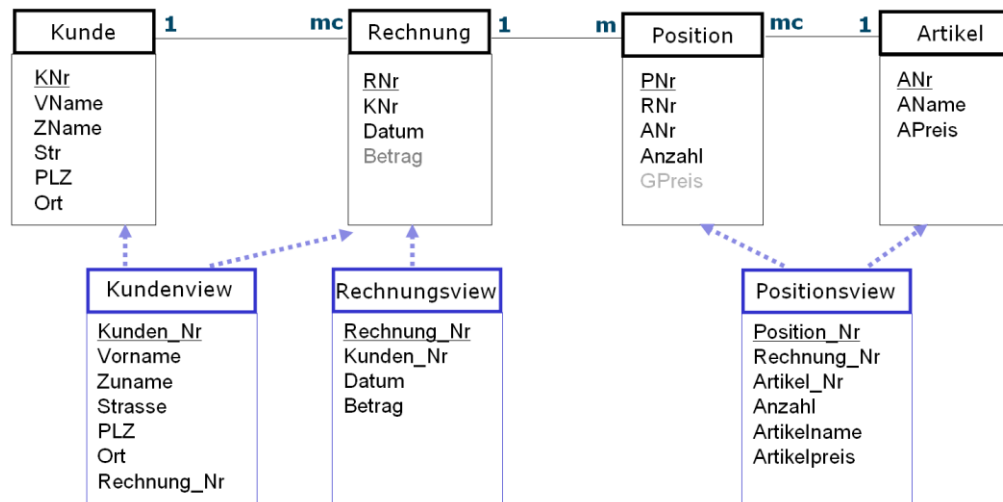 Kunde 1 mc Rechnung 1 m Position mc 1 Artikel
KNr
VName
ZName
Str
PLZ
Ort
RNr
KNr
Datum
Betrag
PNr
RNr
ANr
Anzahl
GPreis
ANr
AName
APreis
Kundenview
Kunden_Nr
Vorname
Zuname
Strasse
PLZ
Ort
Rechnung_Nr
Rechnungsview
Rechnung_Nr
Kunden_Nr
Datum
Betrag
Positionsview
Position_Nr
Rechnung_Nr
Artikel_Nr
Anzahl
Artikelname
Artikelpreis